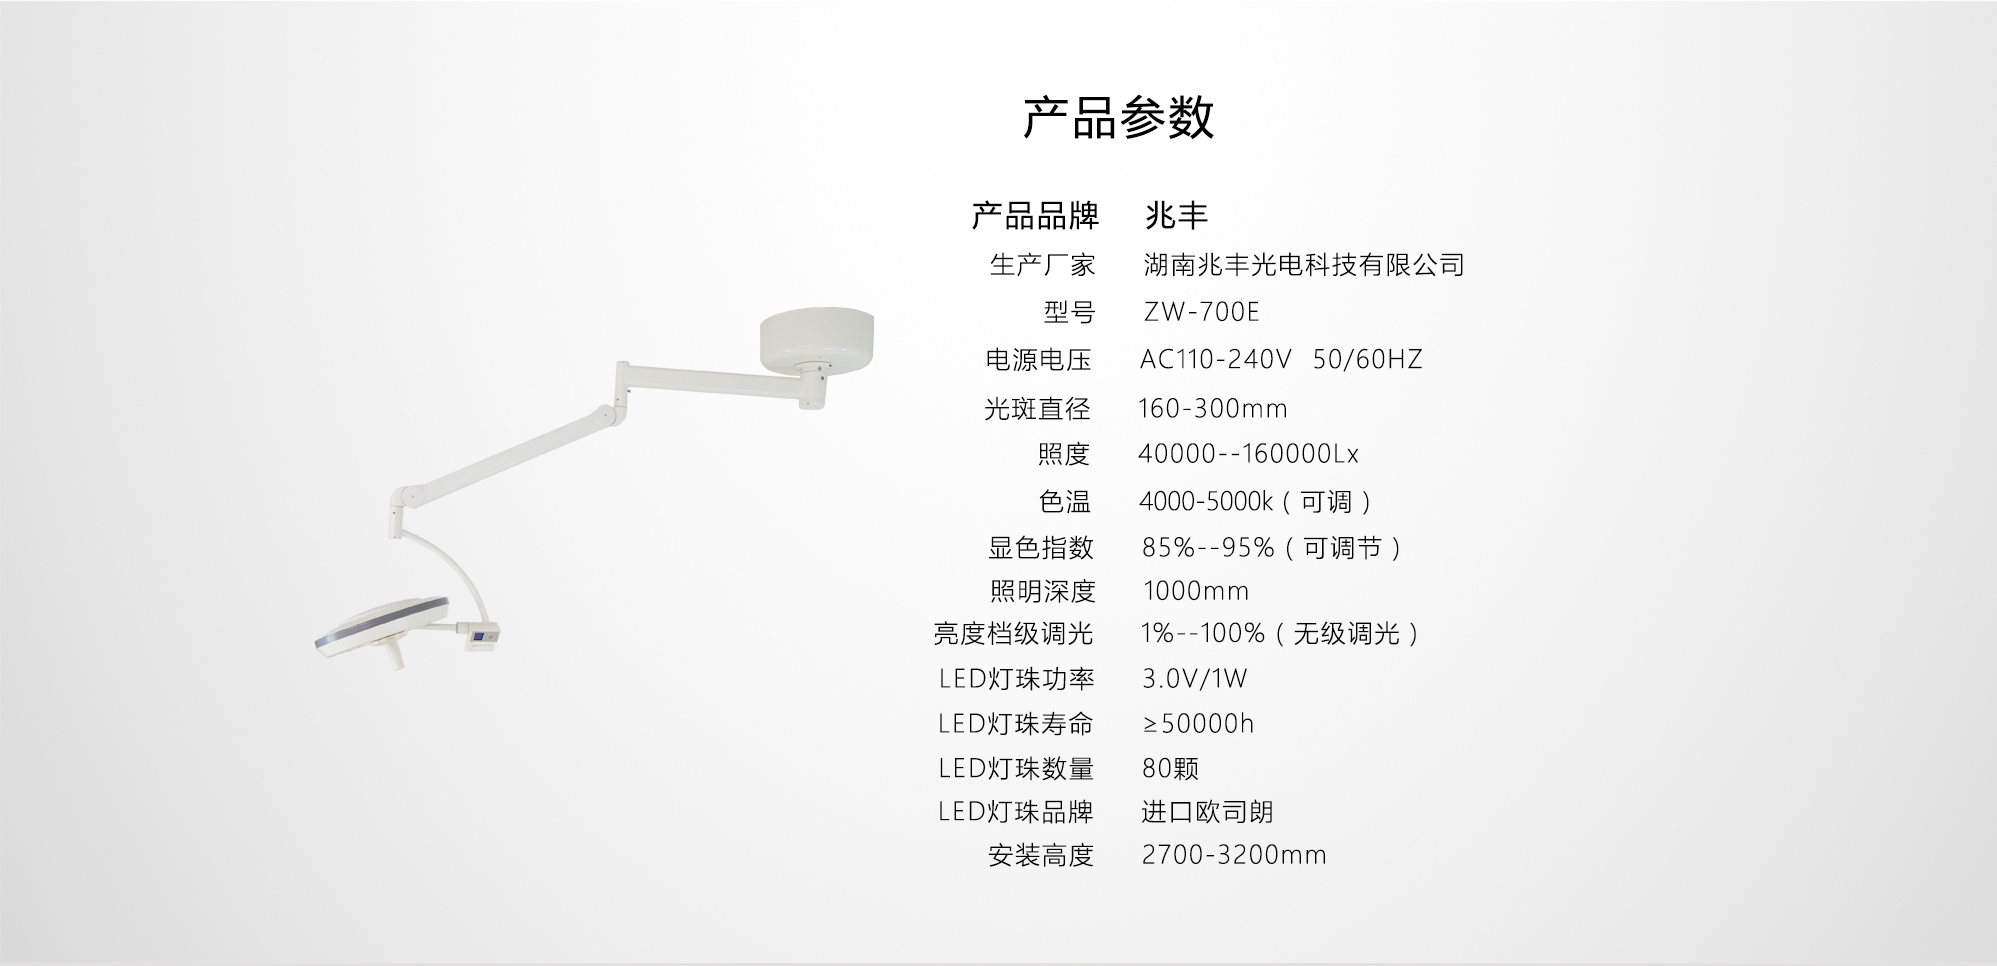 产品参数
产品品牌 兆丰
生产厂家 湖南兆丰光电科技有限公司
型号 ZW-700E
电源电压 AC110-240V 50/60HZ
光斑直径 160-300mm
照度 40000--160000Lx
色温 4000-5000k（可调）
显色指数 85%--95%（可调节）
照明深度 1000mm
亮度档级调光 1%--100%（无级调光）
LED灯珠功率 3.0V/1W
LED灯珠寿命 ≥50000h
LED灯珠数量 80颗
LED灯珠品牌 进口欧司朗
安装高度 2700-3200mm